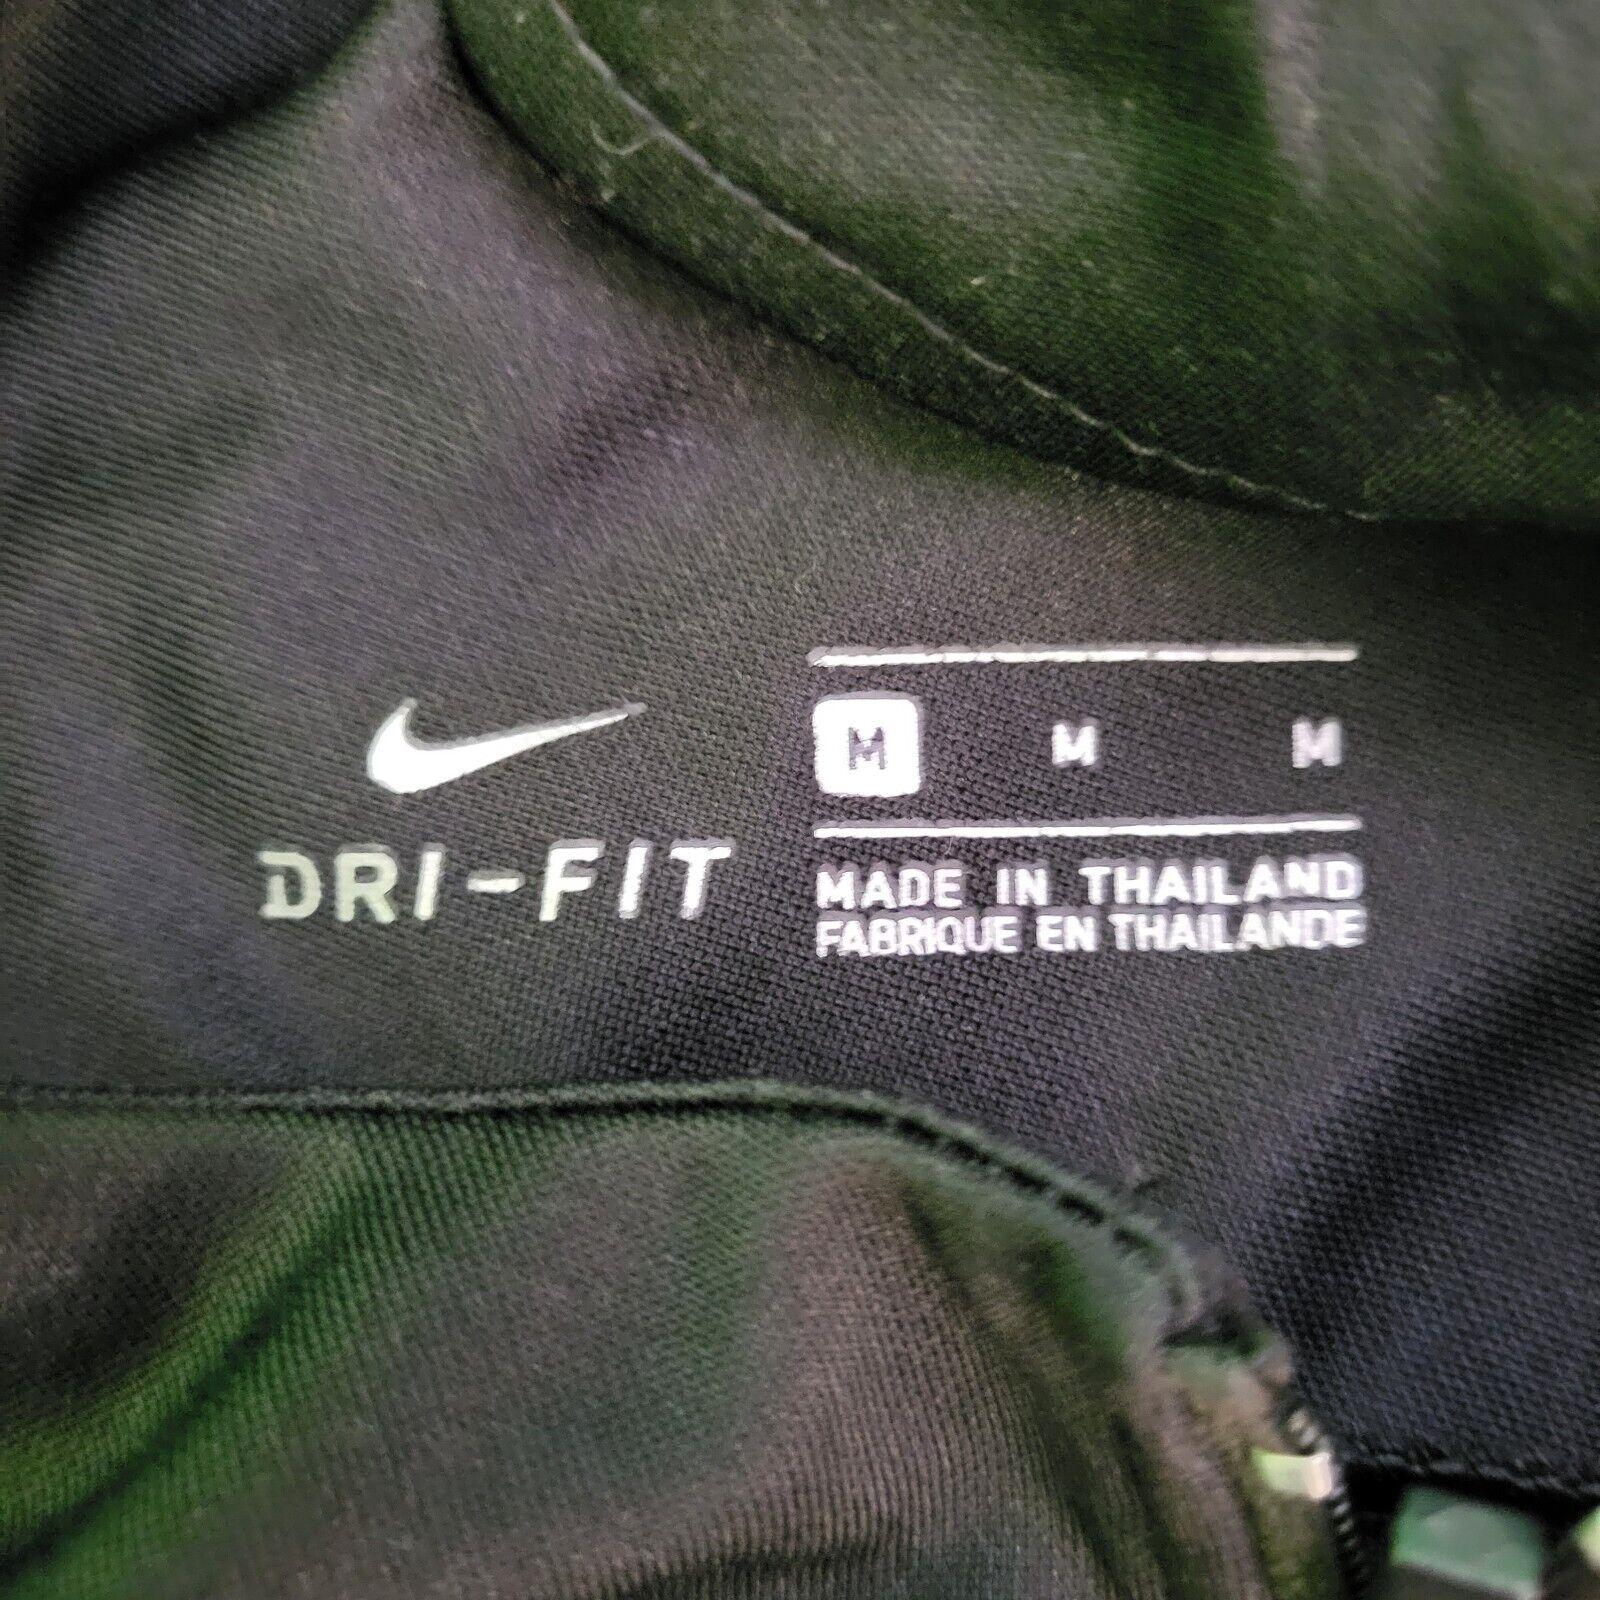 DRI-FIT
M M M
MADE IN THAILAND
FABRIQUE EN THAILANDE